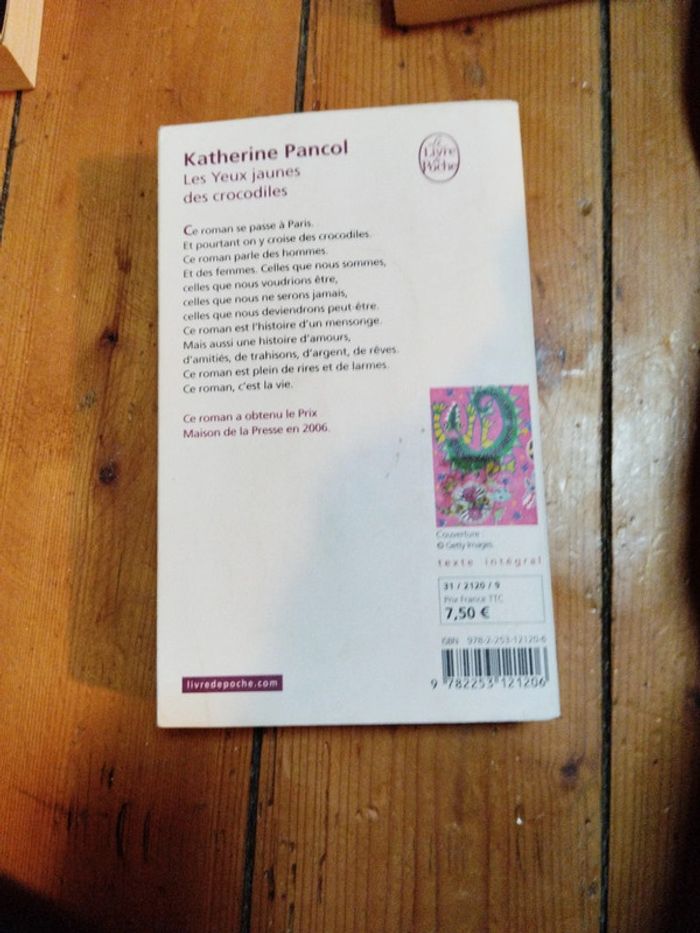 Katherine Pancol
Les Yeux jaunes
des crocodiles
Le
Livre
de
Poche
Ce roman se passe à Paris.
Et pourtant on y croise des crocodiles.
Ce roman parle des hommes.
Et des femmes. Celles que nous sommes,
celles que nous voudrions être,
celles que nous ne serons jamais,
celles que nous deviendrons peut-être.
Ce roman est l'histoire d'un mensonge.
Mais aussi une histoire d'amours,
d'amitiés, de trahisons, d'argent, de rêves.
Ce roman est plein de rires et de larmes.
Ce roman, c'est la vie.
Ce roman a obtenu le Prix
Maison de la Presse en 2006.
Couverture :
© Getty Images.
texte intégral
31 / 2120 / 9
Prix France TTC
7,50 €
ISBN 978-2-253-12120-6
9 782253 121206
livredepoche.com